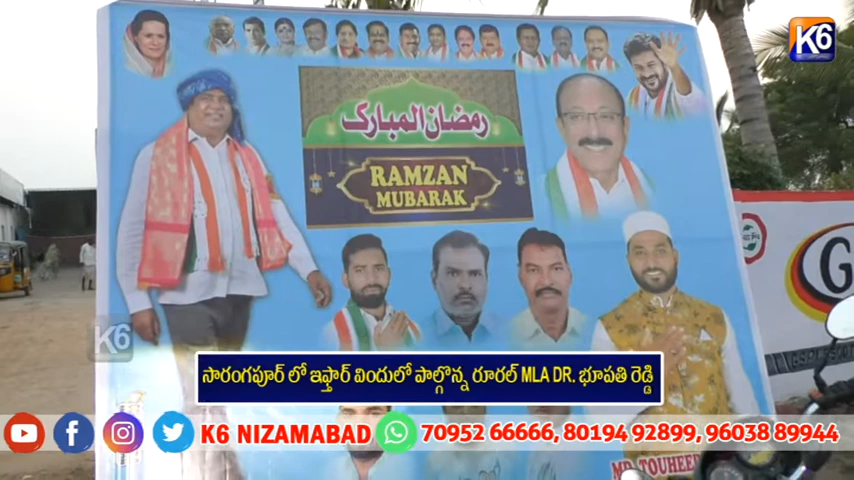 K6
رمضان المبارک
RAMZAN
MUBARAK
G
K6
సారంగపూర్ లో ఇఫ్తార్ విందులో పాల్గొన్న రూరల్ MLA DR. భూపతి రెడ్డి
K6 NIZAMABAD 70952 66666, 80194 92899, 96038 89944